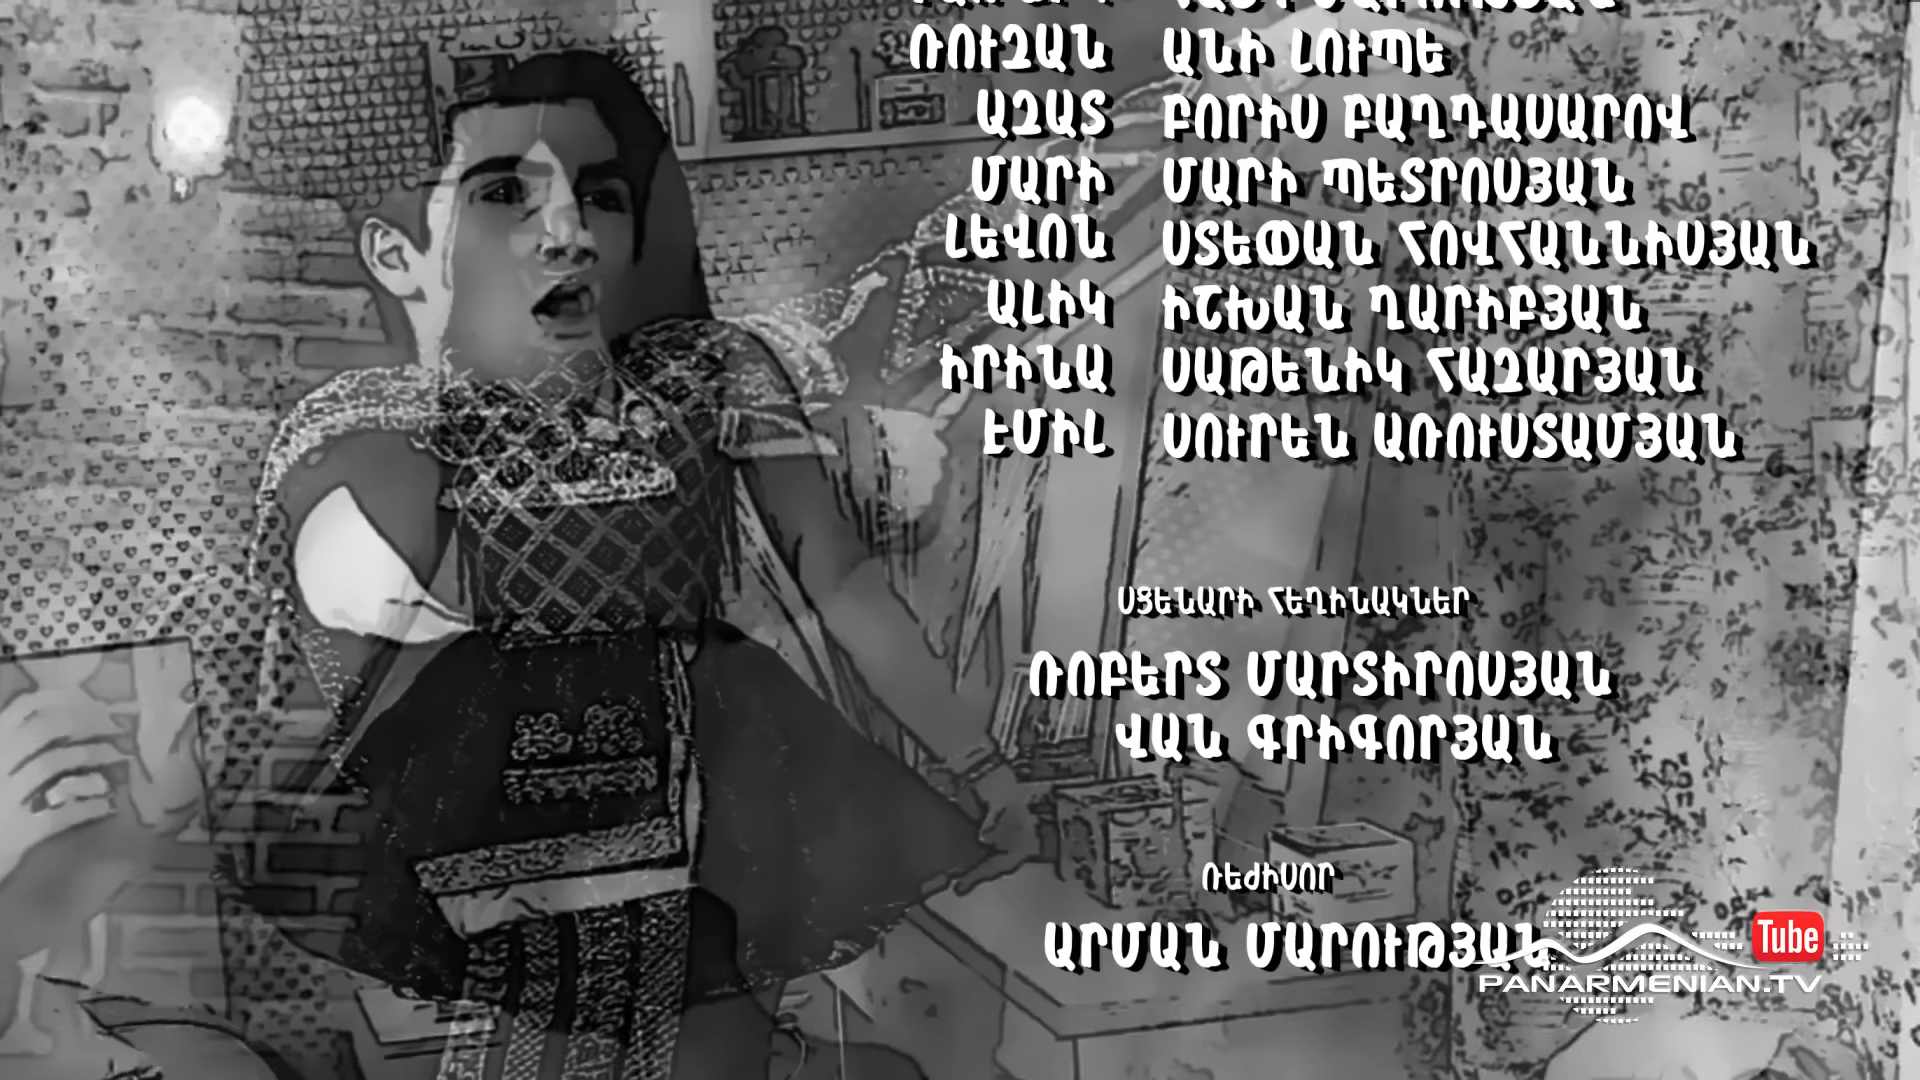 ՌՈՒԶԱՆ ԱՆԻ ԼՈՒՊԵ
ԱԶԱՏ ԲՈՐԻՍ ԲԱՂԴԱՍԱՐՈՎ
ՄԱՐԻ ՄԱՐԻ ՊԵՏՐՈՍՅԱՆ
ԼԵՎՈՆ ՍՏԵՓԱՆ ՀՈՎՀԱՆՆԻՍՅԱՆ
ԱԼԻԿ ԻՇԽԱՆ ՂԱՐԻԲՅԱՆ
ԻՐԻՆԱ ՍԱԹԵՆԻԿ ՀԱԶԱՐՅԱՆ
ԷՄԻԼ ՍՈՒՐԵՆ ԱՌՈՒՍՏԱՄՅԱՆ
ՍՑԵՆԱՐԻ ՀԵՂԻՆԱԿՆԵՐ
ՌՈԲԵՐՏ ՄԱՐՏԻՐՈՍՅԱՆ
ՎԱՆ ԳՐԻԳՈՐՅԱՆ
ՌԵԺԻՍՈՐ
ԱՐՄԱՆ ՄԱՐՈՒԹՅԱՆ
Tube
PANARMENIAN.TV